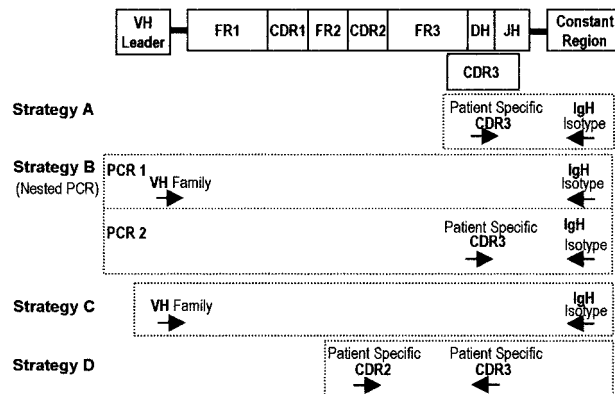 VH Leader FR1 CDR1 FR2 CDR2 FR3 DH JH Constant Region
CDR3
Strategy A
Patient Specific CDR3
IgH Isotype
Strategy B
(Nested PCR)
PCR 1
VH Family
IgH Isotype
PCR 2
Patient Specific CDR3
IgH Isotype
Strategy C
VH Family
IgH Isotype
Strategy D
Patient Specific CDR2
Patient Specific CDR3